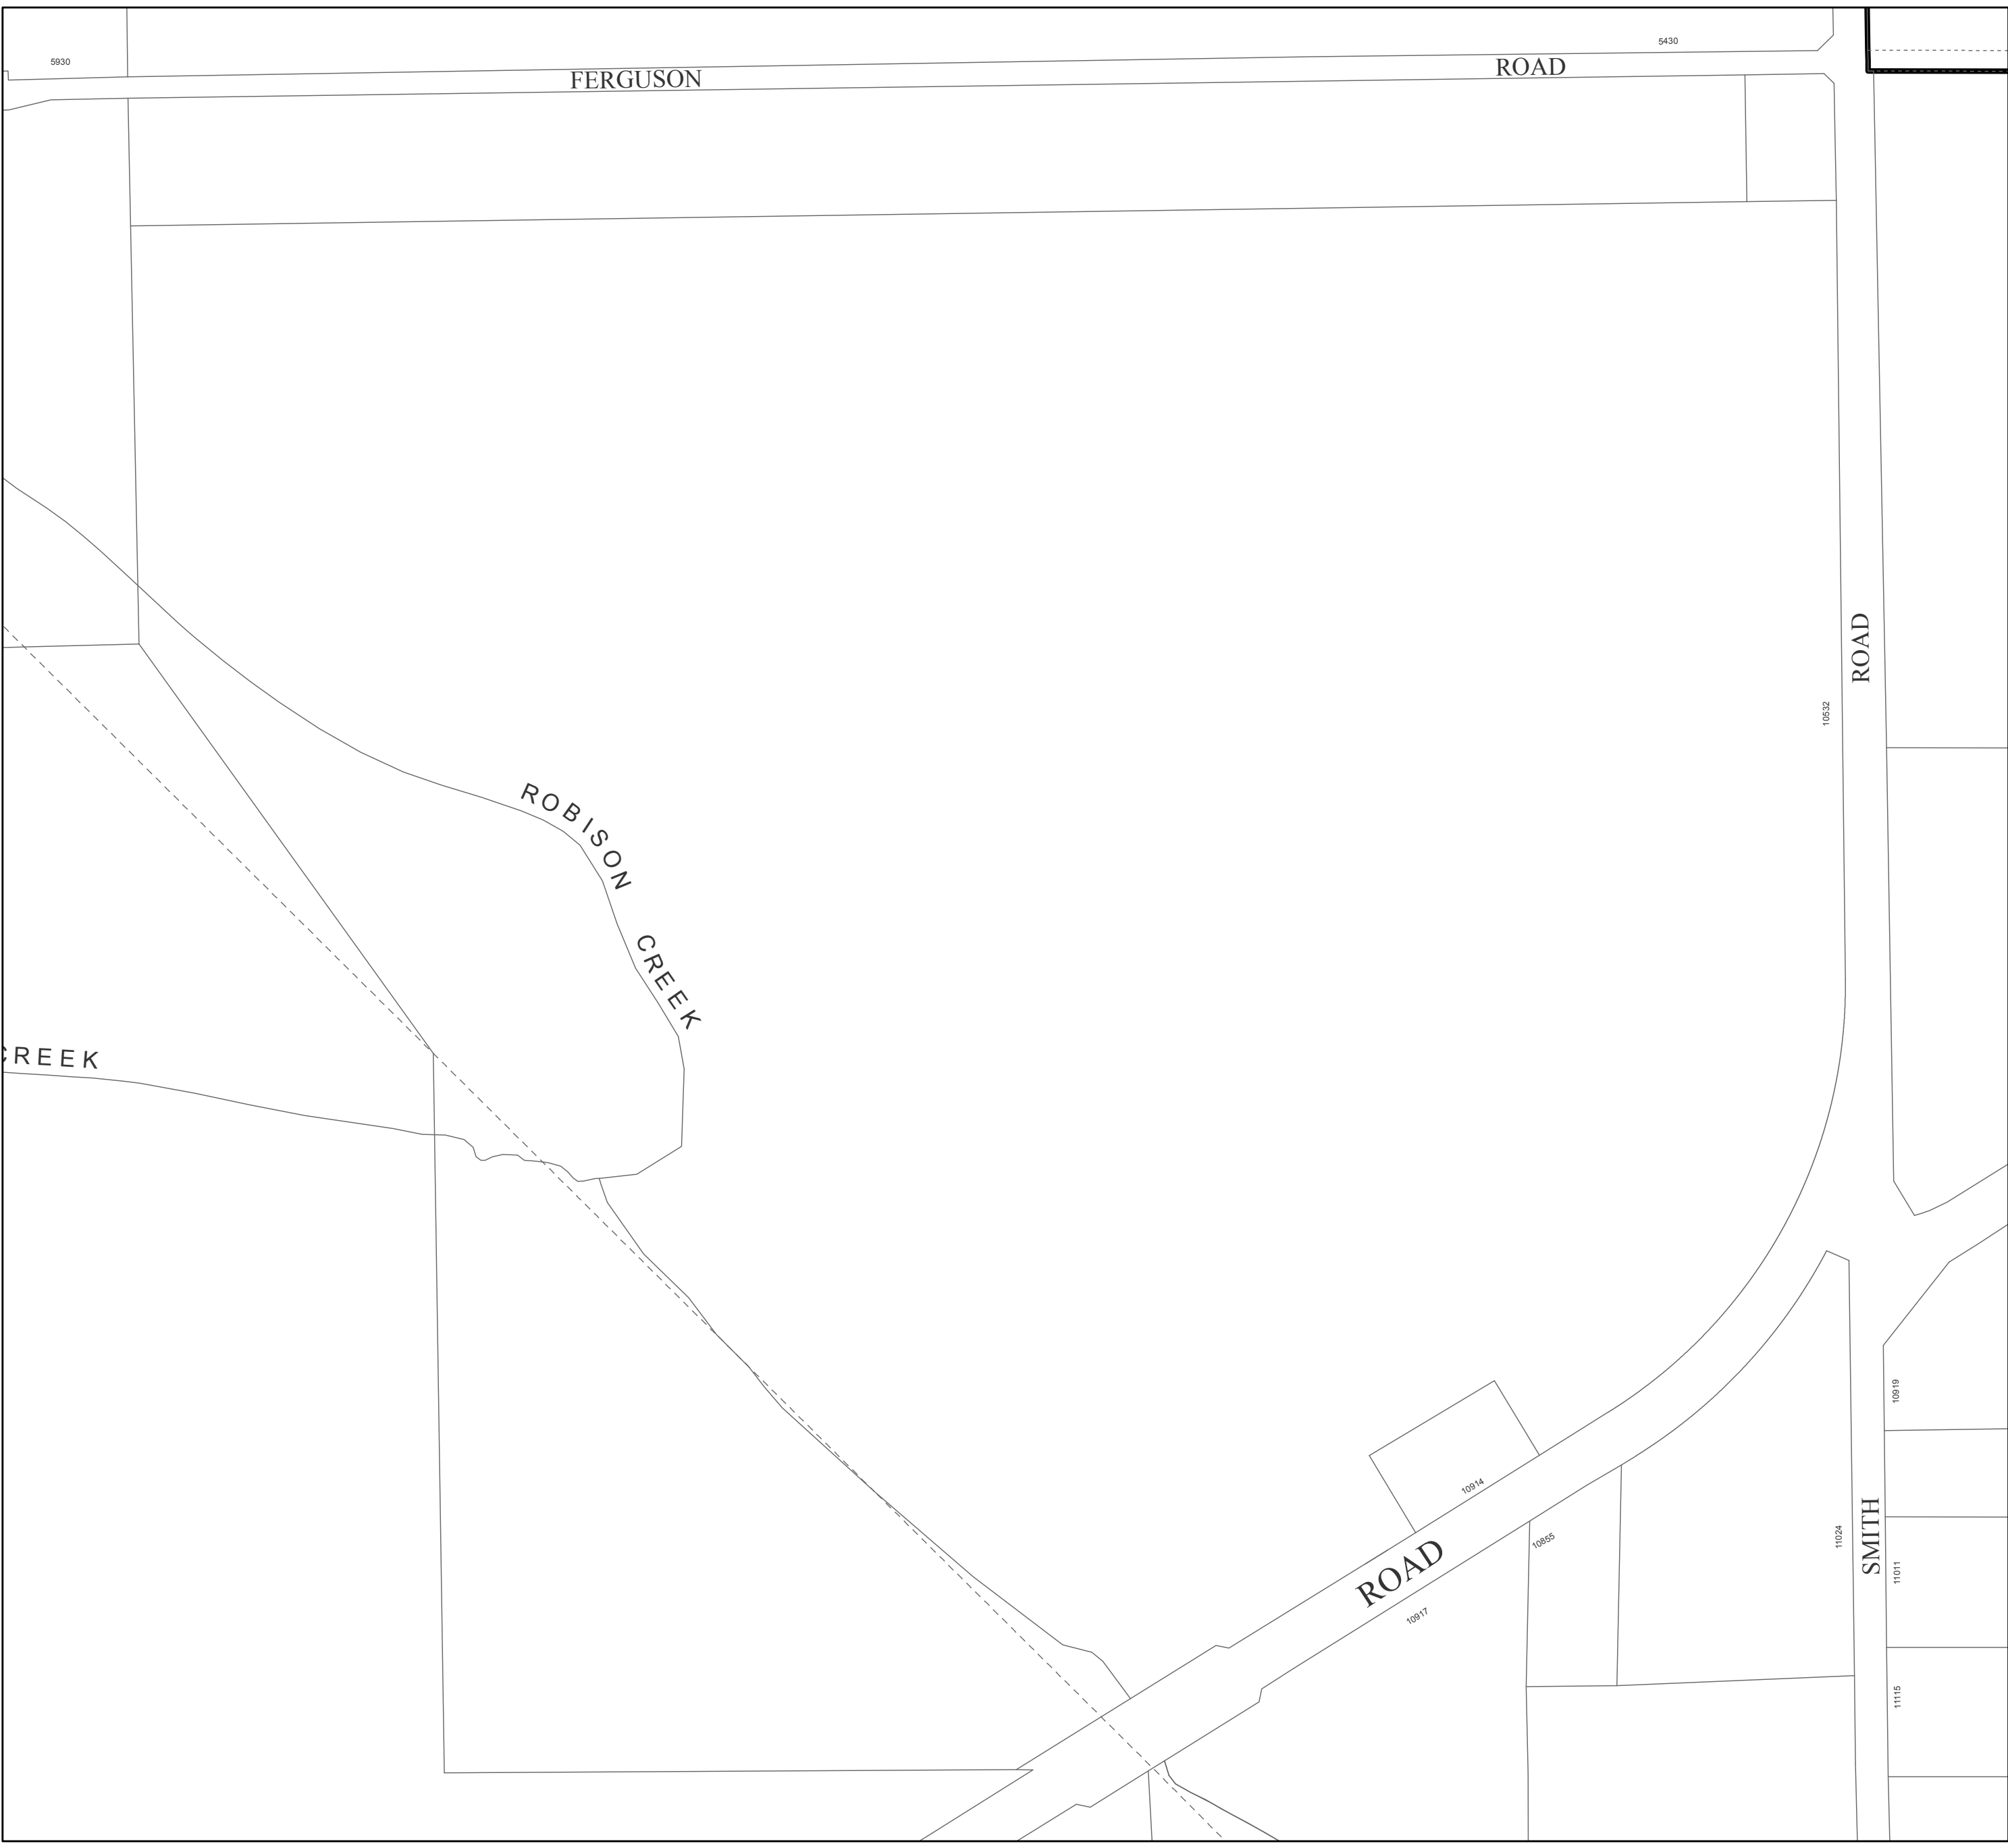 5930
5430
FERGUSON ROAD
ROAD
10532
ROBISON CREEK
CREEK
10919
10914
10855
ROAD
10917
11024
SMITH
11011
11115